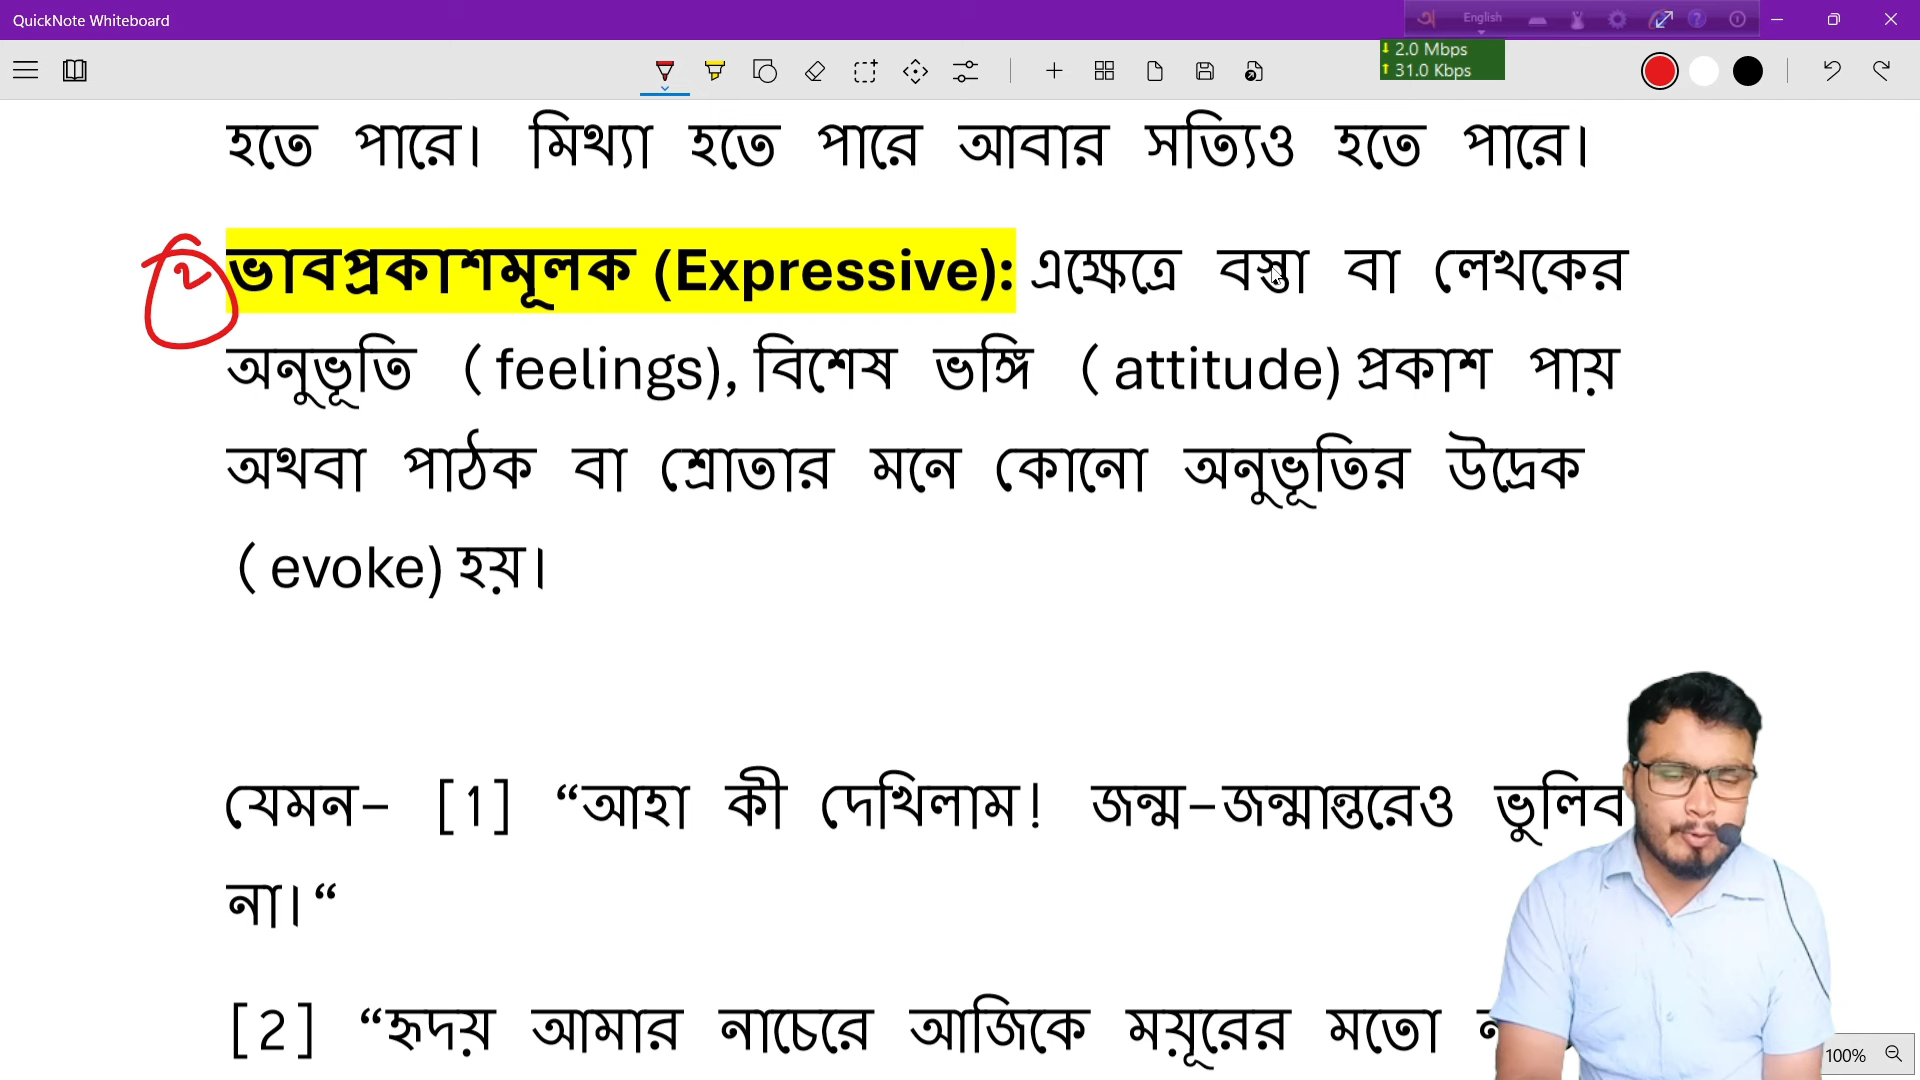 QuickNote Whiteboard
English
2.0 Mbps
31.0 Kbps
হতে পারে। মিথ্যা হতে পারে আবার সত্যিও হতে পারে।
২
ভাবপ্রকাশমূলক (Expressive): এক্ষেত্রে বক্তা বা লেখকের
অনুভূতি ( feelings), বিশেষ ভঙ্গি ( attitude) প্রকাশ পায়
অথবা পাঠক বা শ্রোতার মনে কোনো অনুভূতির উদ্রেক
( evoke) হয়।
যেমন– [1] “আহা কী দেখিলাম! জন্ম–জন্মান্তরেও ভুলিব
না। “
[2] “হৃদয় আমার নাচেরে আজিকে ময়ূরের মতো
100%